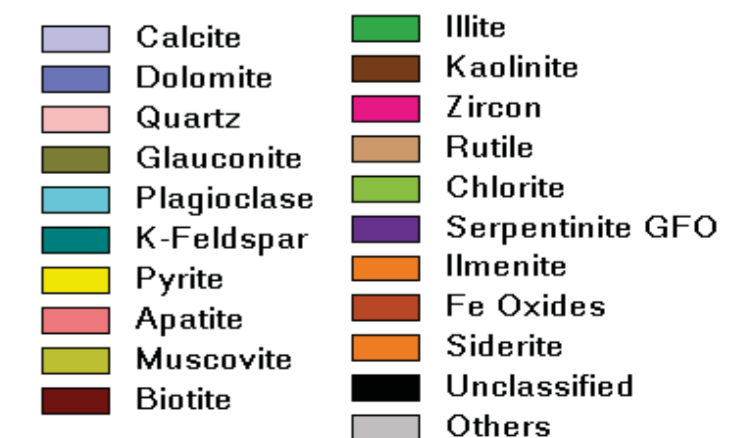 Calcite
Dolomite
Quartz
Glauconite
Plagioclase
K-Feldspar
Pyrite
Apatite
Muscovite
Biotite
Illite
Kaolinite
Zircon
Rutile
Chlorite
Serpentinite GFO
Ilmenite
Fe Oxides
Siderite
Unclassified
Others